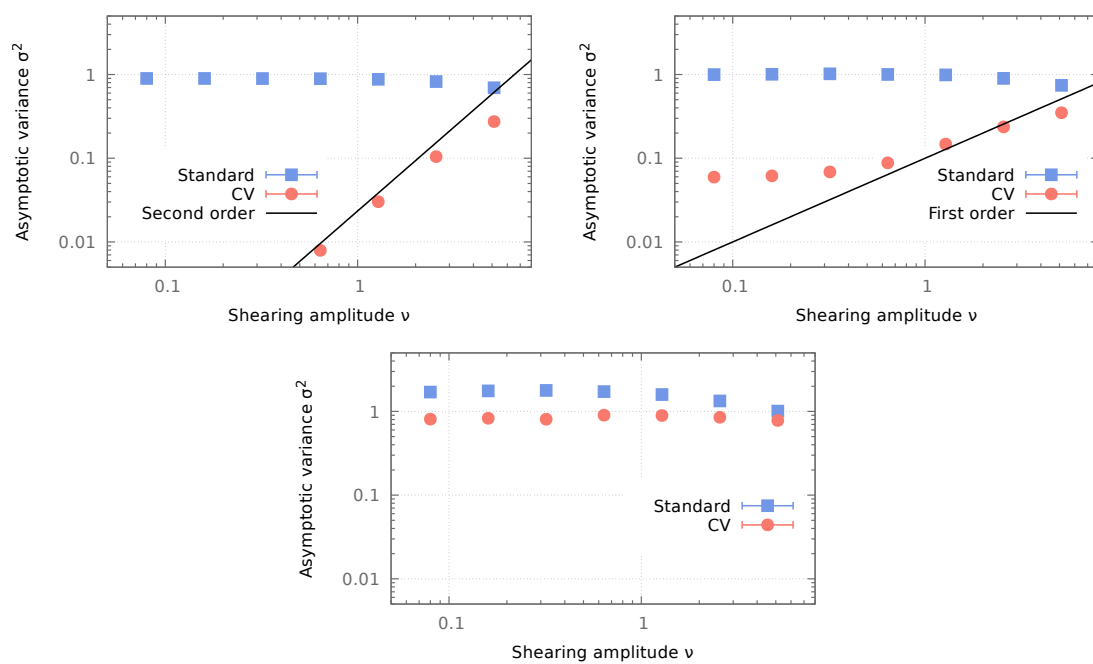 Asymptotic variance σ²
1
0.1
0.01
Standard
CV
Second order
0.1
1
Shearing amplitude ν
Asymptotic variance σ²
1
0.1
0.01
Standard
CV
First order
0.1
1
Shearing amplitude ν
Asymptotic variance σ²
1
0.1
0.01
Standard
CV
0.1
1
Shearing amplitude ν